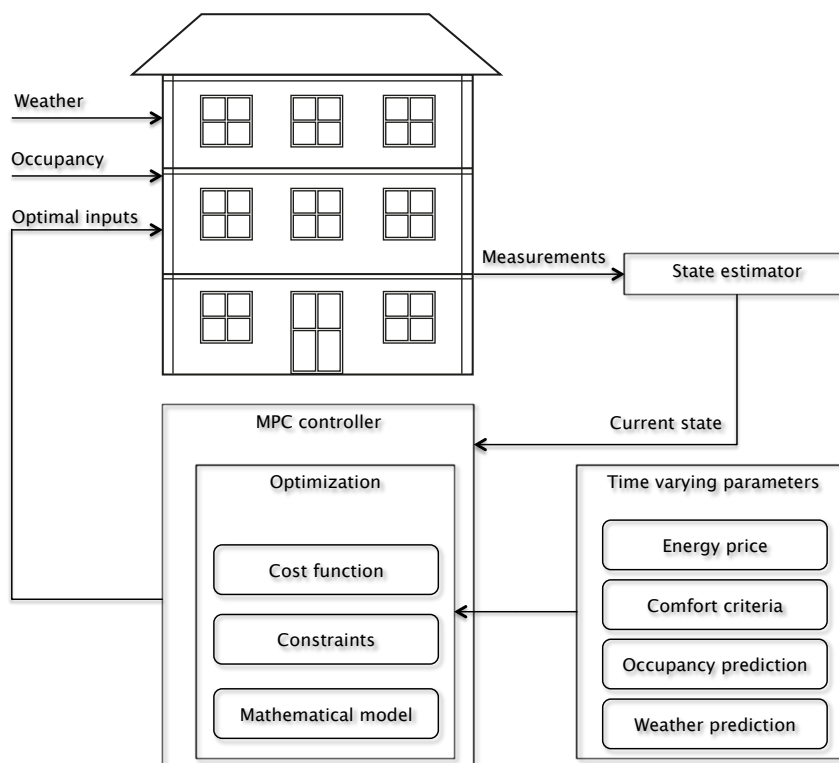 Weather
Occupancy
Optimal inputs
Measurements
State estimator
MPC controller
Current state
Optimization
Time varying parameters
Cost function
Constraints
Mathematical model
Energy price
Comfort criteria
Occupancy prediction
Weather prediction